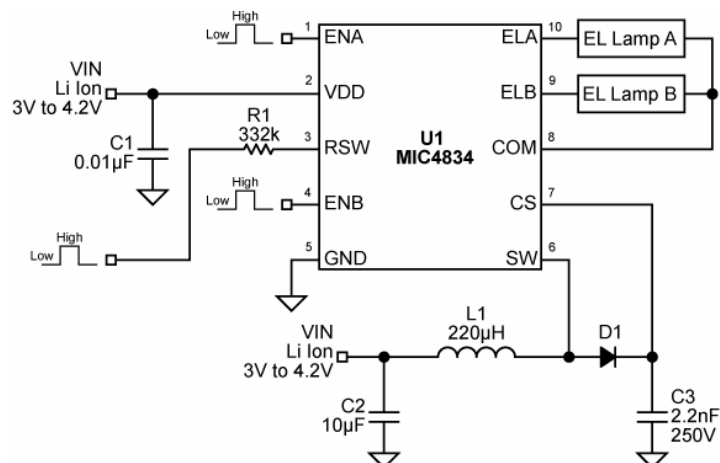 High
Low
1
ENA
ELA
10
EL Lamp A
VIN
Li Ion
3V to 4.2V
2
VDD
ELB
9
EL Lamp B
R1
332k
3
RSW
U1
MIC4834
COM
8
C1
0.01µF
High
Low
4
ENB
CS
7
High
Low
5
GND
SW
6
VIN
Li Ion
3V to 4.2V
L1
220µH
D1
C2
10µF
C3
2.2nF
250V